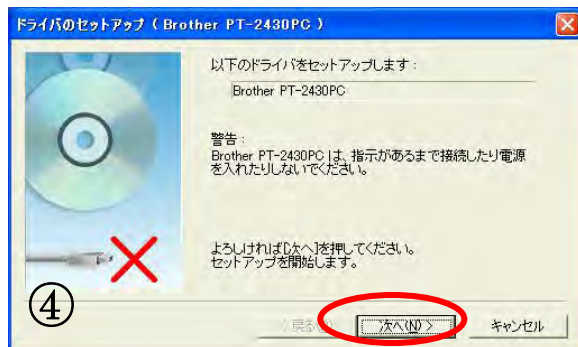 ドライバのセットアップ ( Brother PT-2430PC )
以下のドライバをセットアップします :
Brother PT-2430PC
警告 :
Brother PT-2430PC は、指示があるまで接続したり電源
を入れたりしないでください。
よろしければ[次へ]を押してください。
セットアップを開始します。
④
次へ(N) >
キャンセル